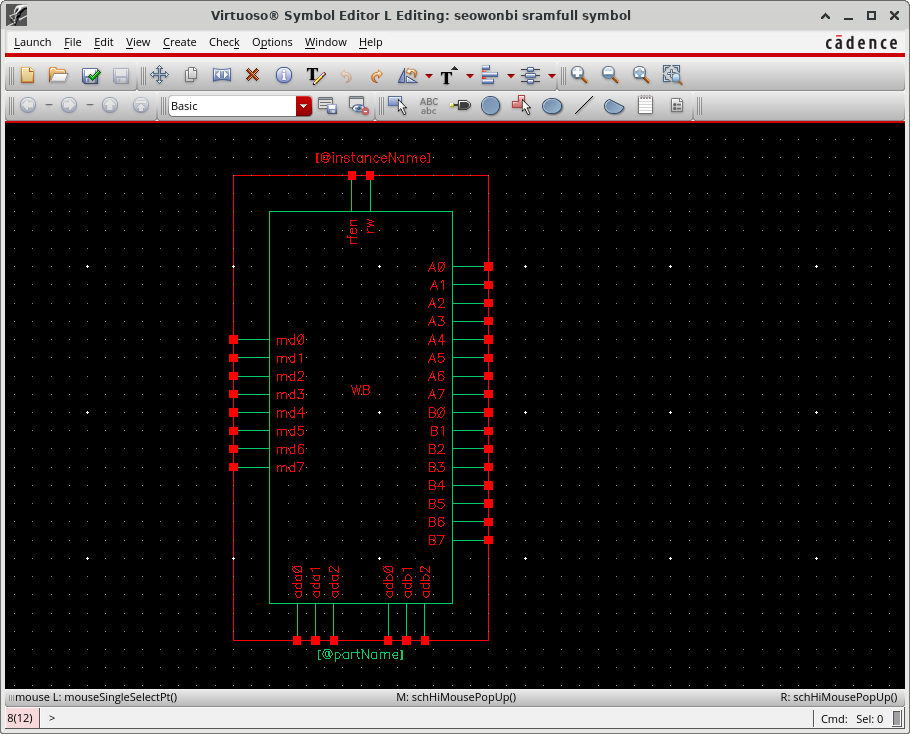 Virtuoso® Symbol Editor L Editing: seowonbi sramfull symbol
Launch File Edit View Create Check Options Window Help
cādence
Basic
ABC
abc
[@instanceName]
rfen rw
A0
A1
A2
A3
md0 A4
md1 A5
md2 A6
WB
md3 A7
md4 B0
md5 B1
md6 B2
md7 B3
B4
B5
B6
B7
ada0 ada1 ada2 adb0 adb1 adb2
[@partName]
mouse L: mouseSingleSelectPt() M: schHiMousePopUp() R: schHiMousePopUp()
8(12) > Cmd: Sel: 0